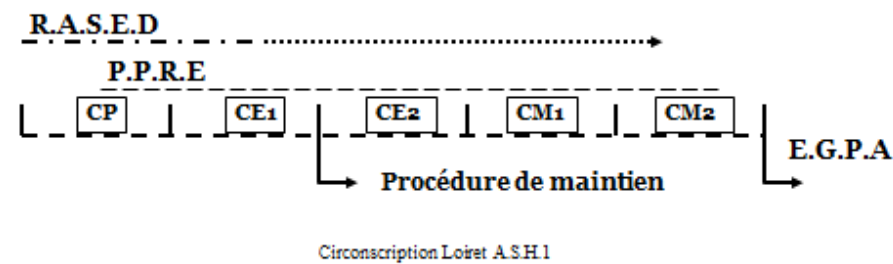 R.A.S.E.D
P.P.R.E
CP CE1 CE2 CM1 CM2
E.G.P.A
Procédure de maintien
Circonscription Loiret A.S.H.1